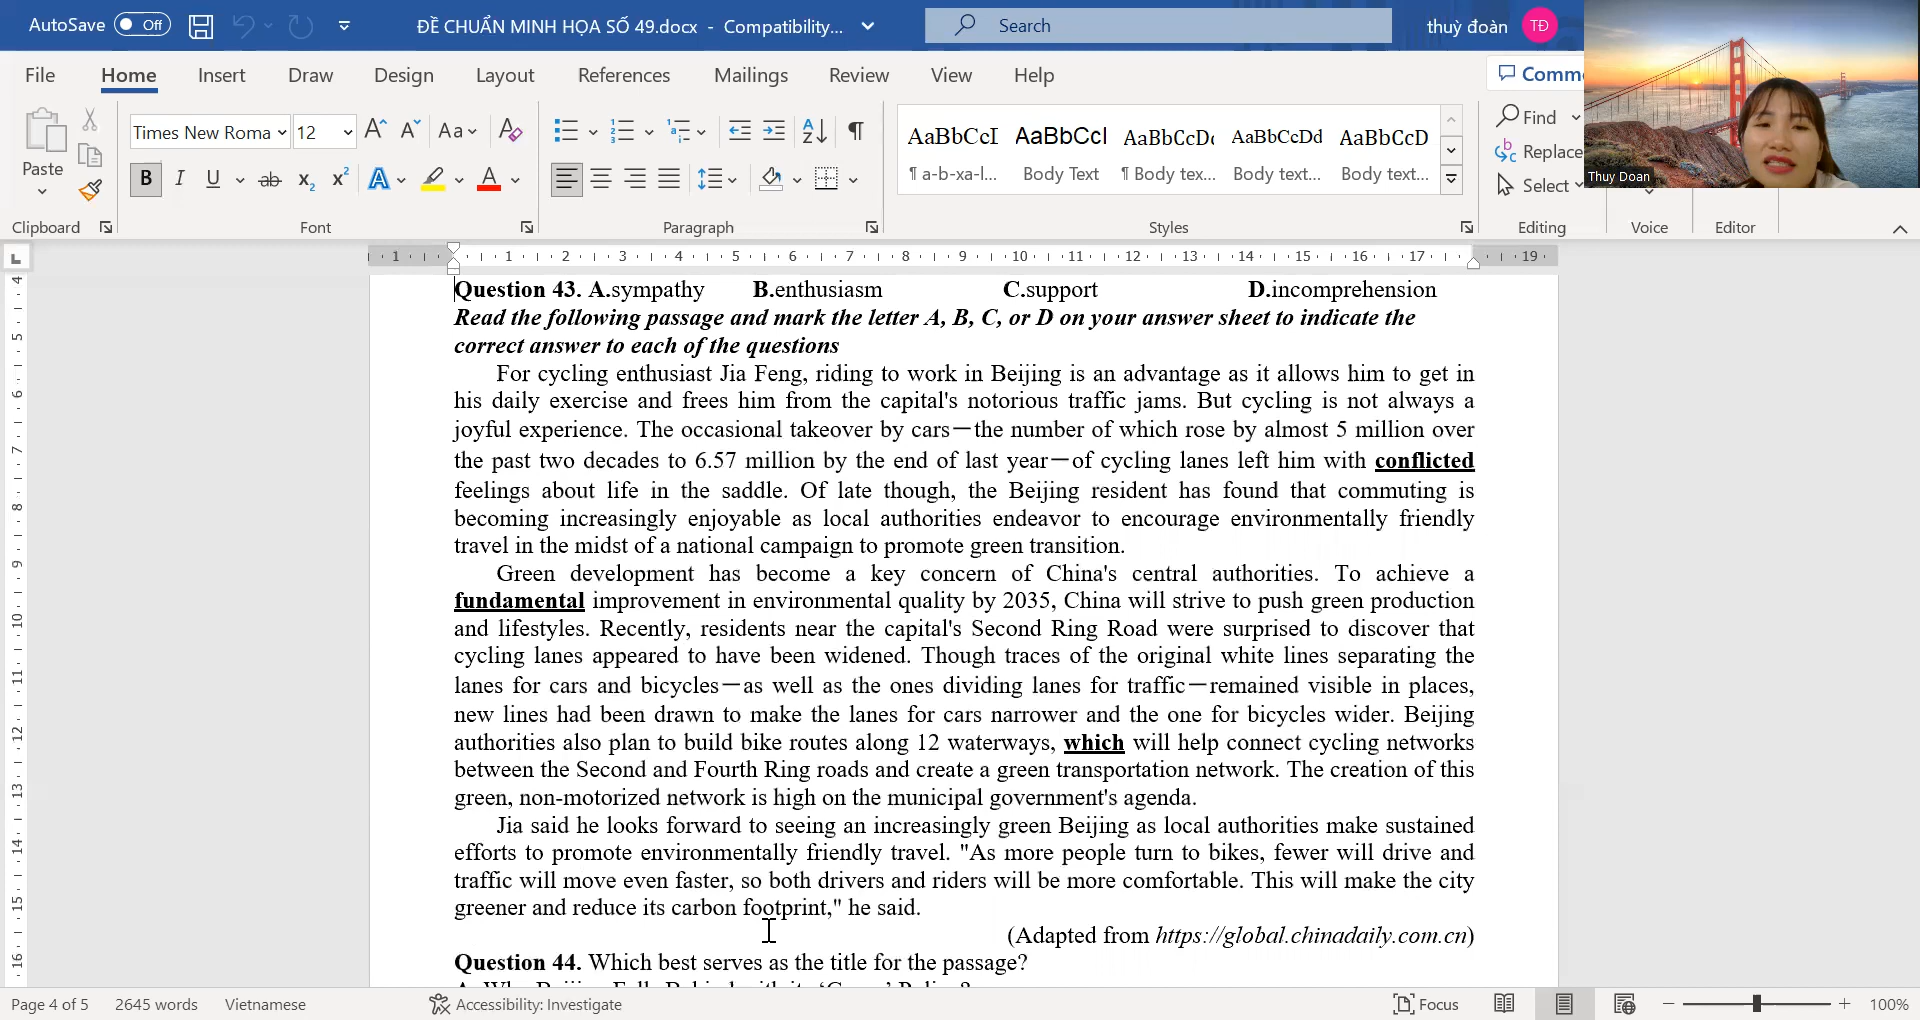 AutoSave Off ĐỀ CHUẨN MINH HỌA SỐ 49.docx - Compatibility... Search thuỳ đoàn TĐ
File Home Insert Draw Design Layout References Mailings Review View Help
Paste
Clipboard
Times New Roma 12
Font
Paragraph
AaBbCcI AaBbCcI AaBbCcDc AaBbCcDd AaBbCcD
¶ a-b-xa-l... Body Text ¶ Body tex... Body text... Body text...
Styles
Find
Replace
Select
Editing
Voice
Editor
Thuy Doan
Question 43. A.sympathy B.enthusiasm C.support D.incomprehension
Read the following passage and mark the letter A, B, C, or D on your answer sheet to indicate the
correct answer to each of the questions
For cycling enthusiast Jia Feng, riding to work in Beijing is an advantage as it allows him to get in
his daily exercise and frees him from the capital's notorious traffic jams. But cycling is not always a
joyful experience. The occasional takeover by cars—the number of which rose by almost 5 million over
the past two decades to 6.57 million by the end of last year—of cycling lanes left him with conflicted
feelings about life in the saddle. Of late though, the Beijing resident has found that commuting is
becoming increasingly enjoyable as local authorities endeavor to encourage environmentally friendly
travel in the midst of a national campaign to promote green transition.
Green development has become a key concern of China's central authorities. To achieve a
fundamental improvement in environmental quality by 2035, China will strive to push green production
and lifestyles. Recently, residents near the capital's Second Ring Road were surprised to discover that
cycling lanes appeared to have been widened. Though traces of the original white lines separating the
lanes for cars and bicycles—as well as the ones dividing lanes for traffic—remained visible in places,
new lines had been drawn to make the lanes for cars narrower and the one for bicycles wider. Beijing
authorities also plan to build bike routes along 12 waterways, which will help connect cycling networks
between the Second and Fourth Ring roads and create a green transportation network. The creation of this
green, non-motorized network is high on the municipal government's agenda.
Jia said he looks forward to seeing an increasingly green Beijing as local authorities make sustained
efforts to promote environmentally friendly travel. "As more people turn to bikes, fewer will drive and
traffic will move even faster, so both drivers and riders will be more comfortable. This will make the city
greener and reduce its carbon footprint," he said.
(Adapted from https://global.chinadaily.com.cn)
Question 44. Which best serves as the title for the passage?
Page 4 of 5 2645 words Vietnamese Accessibility: Investigate Focus 100%